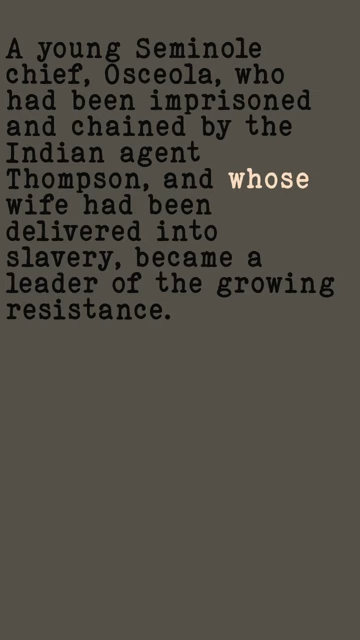 A young Seminole
chief, Osceola, who
had been imprisoned
and chained by the
Indian agent
Thompson, and whose
wife had been
delivered into
slavery, became a
leader of the growing
resistance.